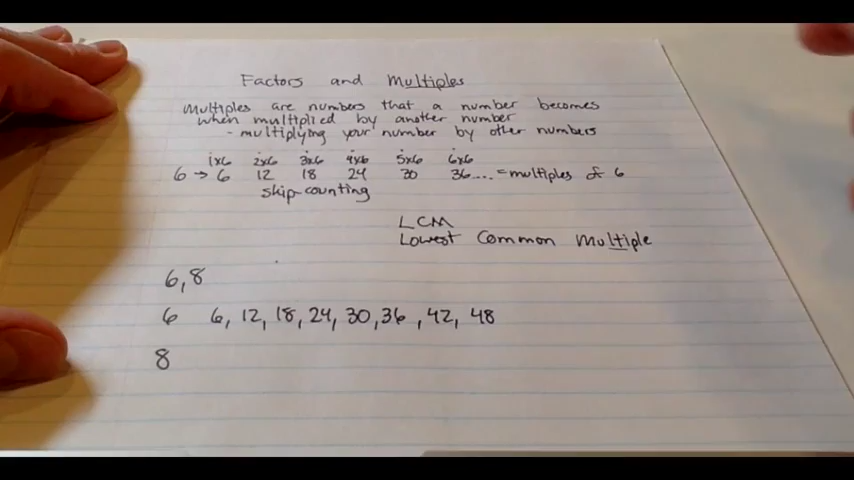 Factors and Multiples
Multiples are numbers that a number becomes
when multiplied by another number
- multiplying your number by other numbers
1x6 2x6 3x6 4x6 5x6 6x6
6 → 6 12 18 24 30 36.... = multiples of 6
skip-counting
LCM
Lowest Common Multiple
6,8
6 6, 12, 18, 24, 30, 36, 42, 48
8